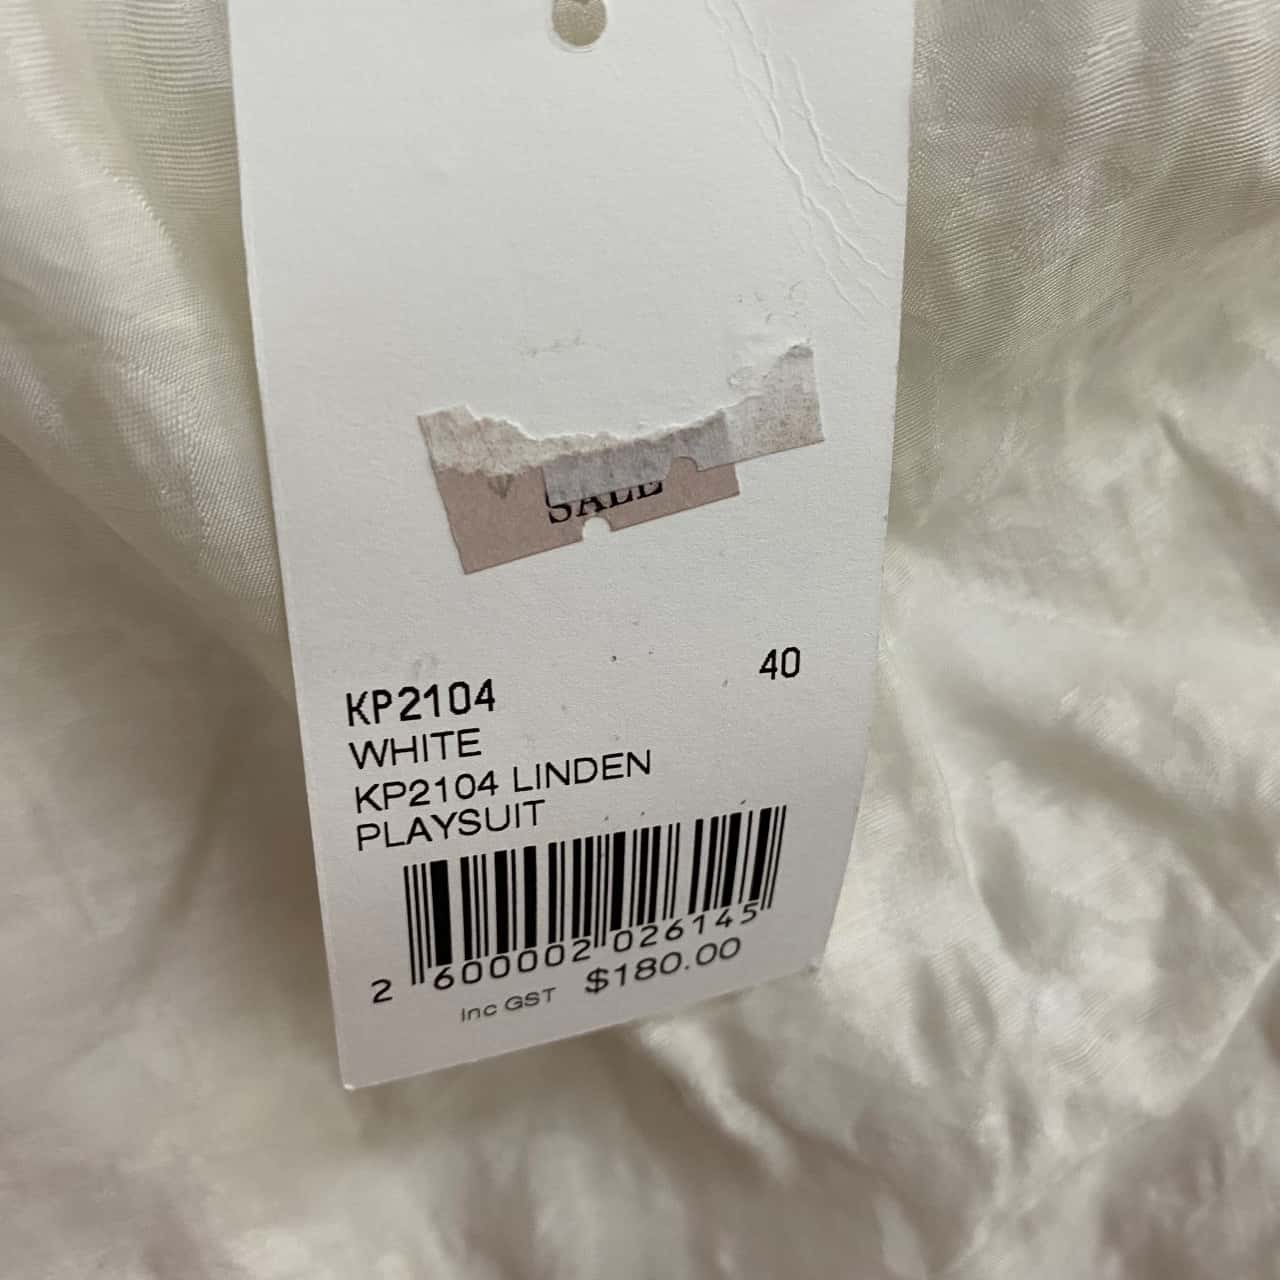 SALE
40
KP2104
WHITE
KP2104 LINDEN
PLAYSUIT
2 600002 026145
Inc GST $180.00